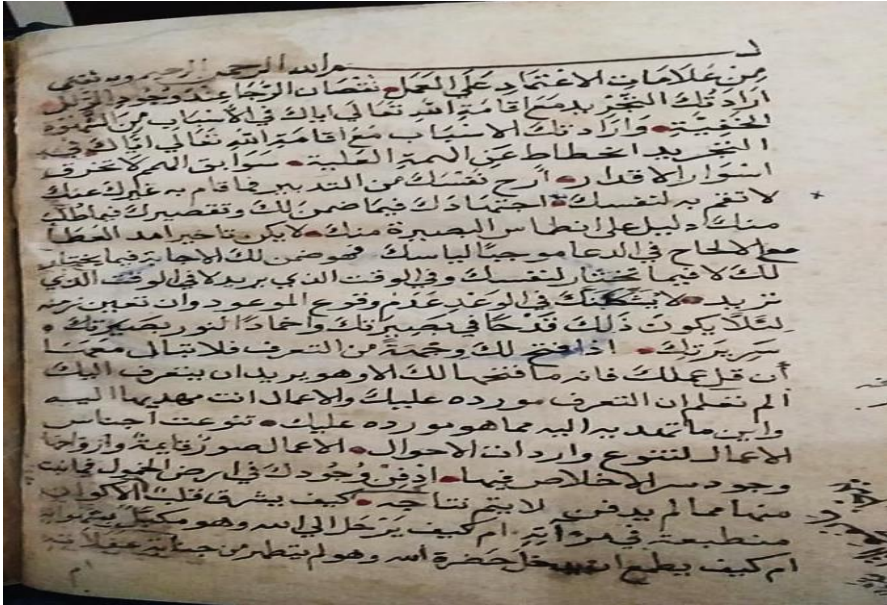 بسم الله الرحمن الرحيم وبه ثقتي
من علامات الاعتماد على العمل نقصان الرجا عند وجود الزلل
ارادتك التجريد مع اقامة الله تعالى اياك في الاسباب من الشهوة
الخفية وارادتك الاسباب مع اقامة الله تعالى اياك في
التجريد انحطاط عن الهمة العلية سوابق الهمم لا تخرق
اسوار الاقدار ارح نفسك من التدبير فما قام به غيرك عنك
لا تقم به لنفسك اجتهادك فيما ضمن لك وتقصيرك فيما طلب
منك دليل على انطماس البصيرة منك لا يكن تاخير امد العطا
مع الالحاح في الدعا موجبا لياسك فهو ضمن لك الاجابة فيما يختار
لك لا فيما تختار لنفسك وفي الوقت الذي يريد لا في الوقت الذي
تريد لا يشككنك في الوعد عدم وقوع الموعود وان تعين زمنه
لئلا يكون ذلك قدحا في بصيرتك واخمادا لنور بصيرتك
سريرتك اذا فتح لك وجهة من التعرف فلا تبال معها
أن قل عملك فانه ما فتحها لك الا وهو يريد ان يتعرف اليك
الم تعلم ان التعرف مورده عليك والاعمال انت مهديها اليه
واين ما تهديه اليه مما هو مورده عليك تنوعت اجناس
الاعمال لتنوع واردات الاحوال الاعمال صور قايمة وارواحها
وجود سر الاخلاص فيها ادفن وجودك في ارض الخمول فما نبت
منها مما لم يدفن لا يتم نتاجه كيف يشرق قلب الاكوان
منطبعة في مرآته ام كيف يرحل الى الله وهو مكبل بشهواته
ام كيف يطمع ان يدخل حضرة الله وهو لم يتطهر من جنابة غفلاته
ام